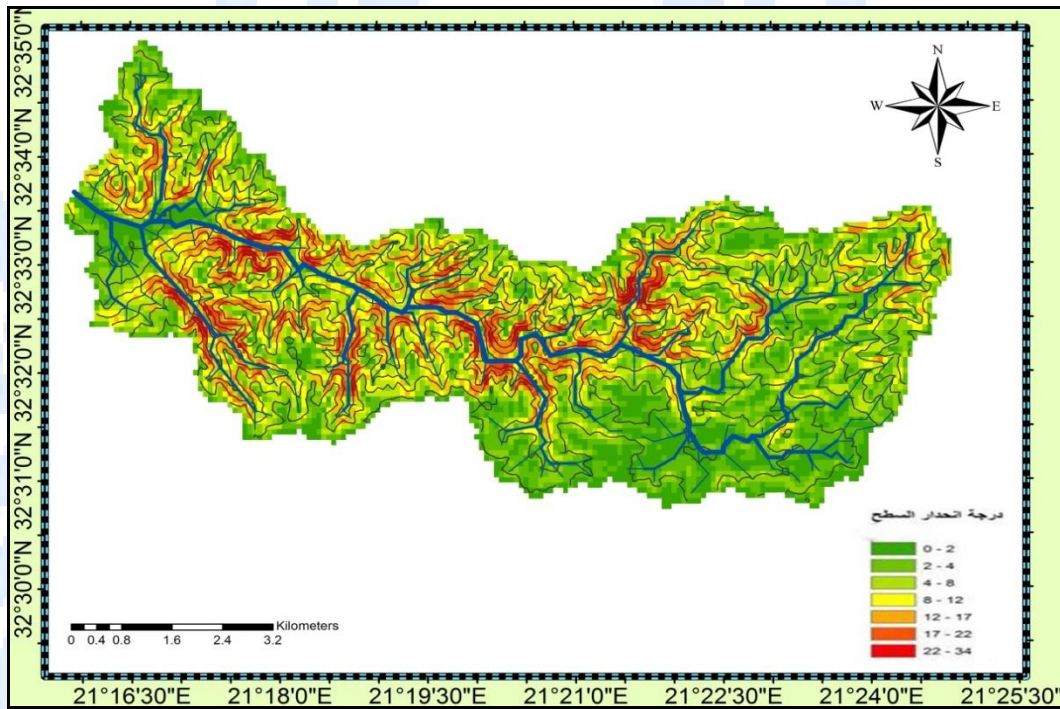 32°35'0"N
32°34'0"N
32°33'0"N
32°32'0"N
32°31'0"N
32°30'0"N
N
W
E
S
درجة انحدار السطح
0 - 2
2 - 4
4 - 8
8 - 12
12 - 17
17 - 22
22 - 34
Kilometers
0 0.4 0.8 1.6 2.4 3.2
21°16'30"E 21°18'0"E 21°19'30"E 21°21'0"E 21°22'30"E 21°24'0"E 21°25'30"E